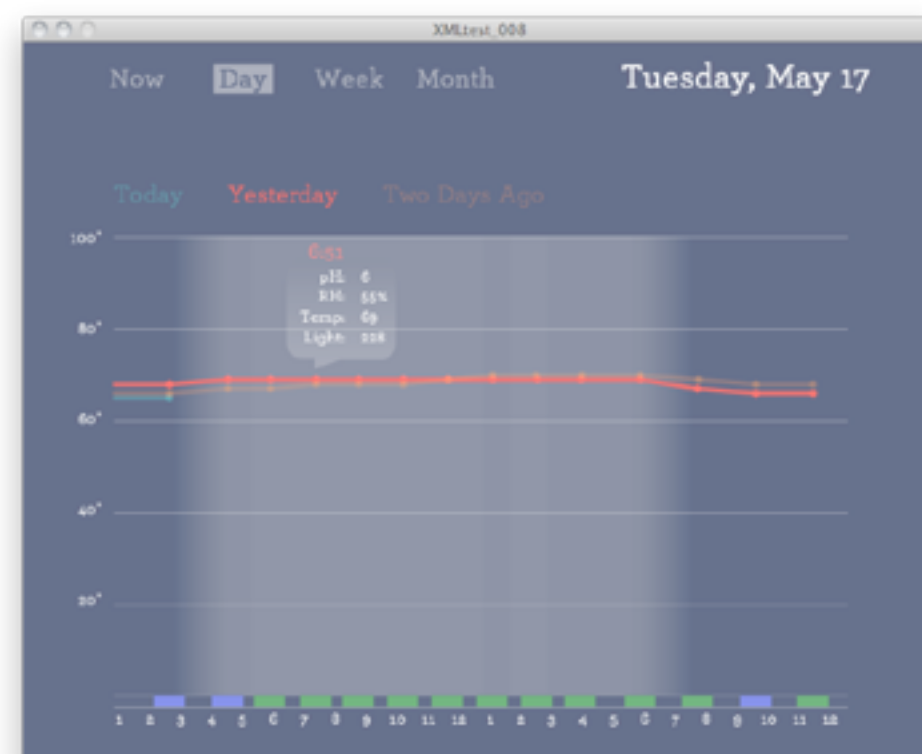 XMLtest_008
Now Day Week Month Tuesday, May 17
Today Yesterday Two Days Ago
100°
6:51
pH: 6
RH: 55%
80°
Temp: 69
Light: 228
60°
40°
20°
1 2 3 4 5 6 7 8 9 10 11 12 1 2 3 4 5 6 7 8 9 10 11 12